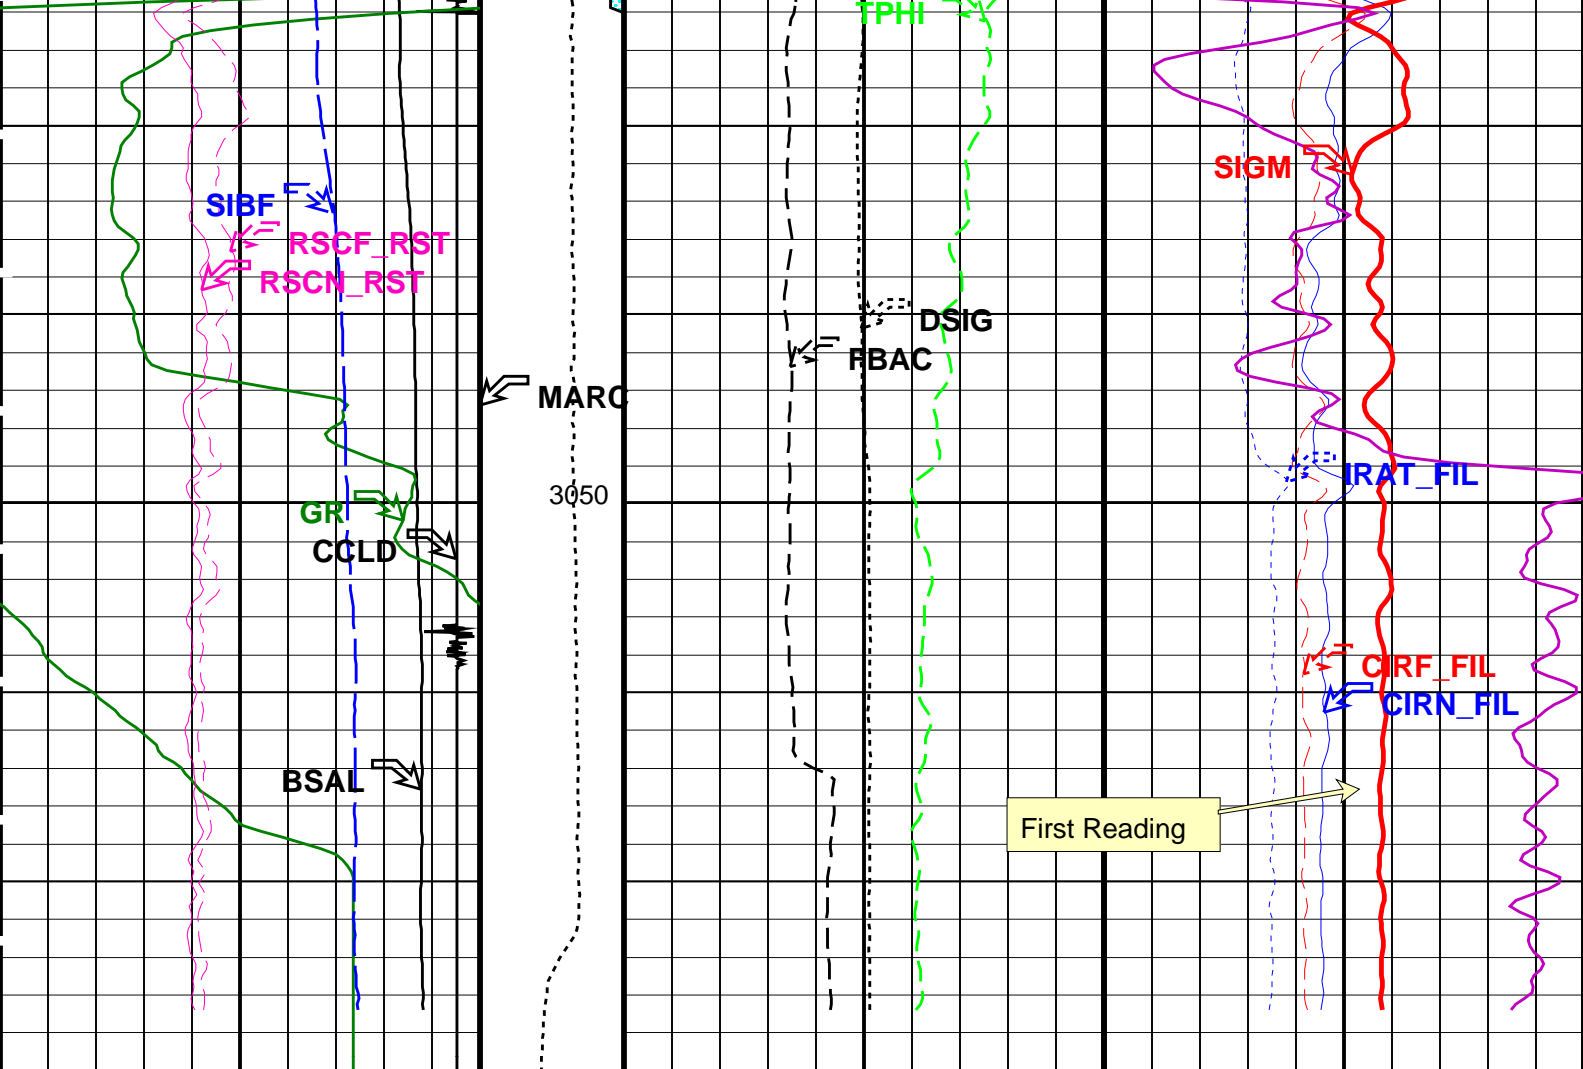 TPHI
SIGM
SIBF
RSCF_RST
RSCN_RST
DSIG
FBAC
MARC
IRAT_FIL
3050
GR
CCLD
CIRF_FIL
CIRN_FIL
BSAL
First Reading